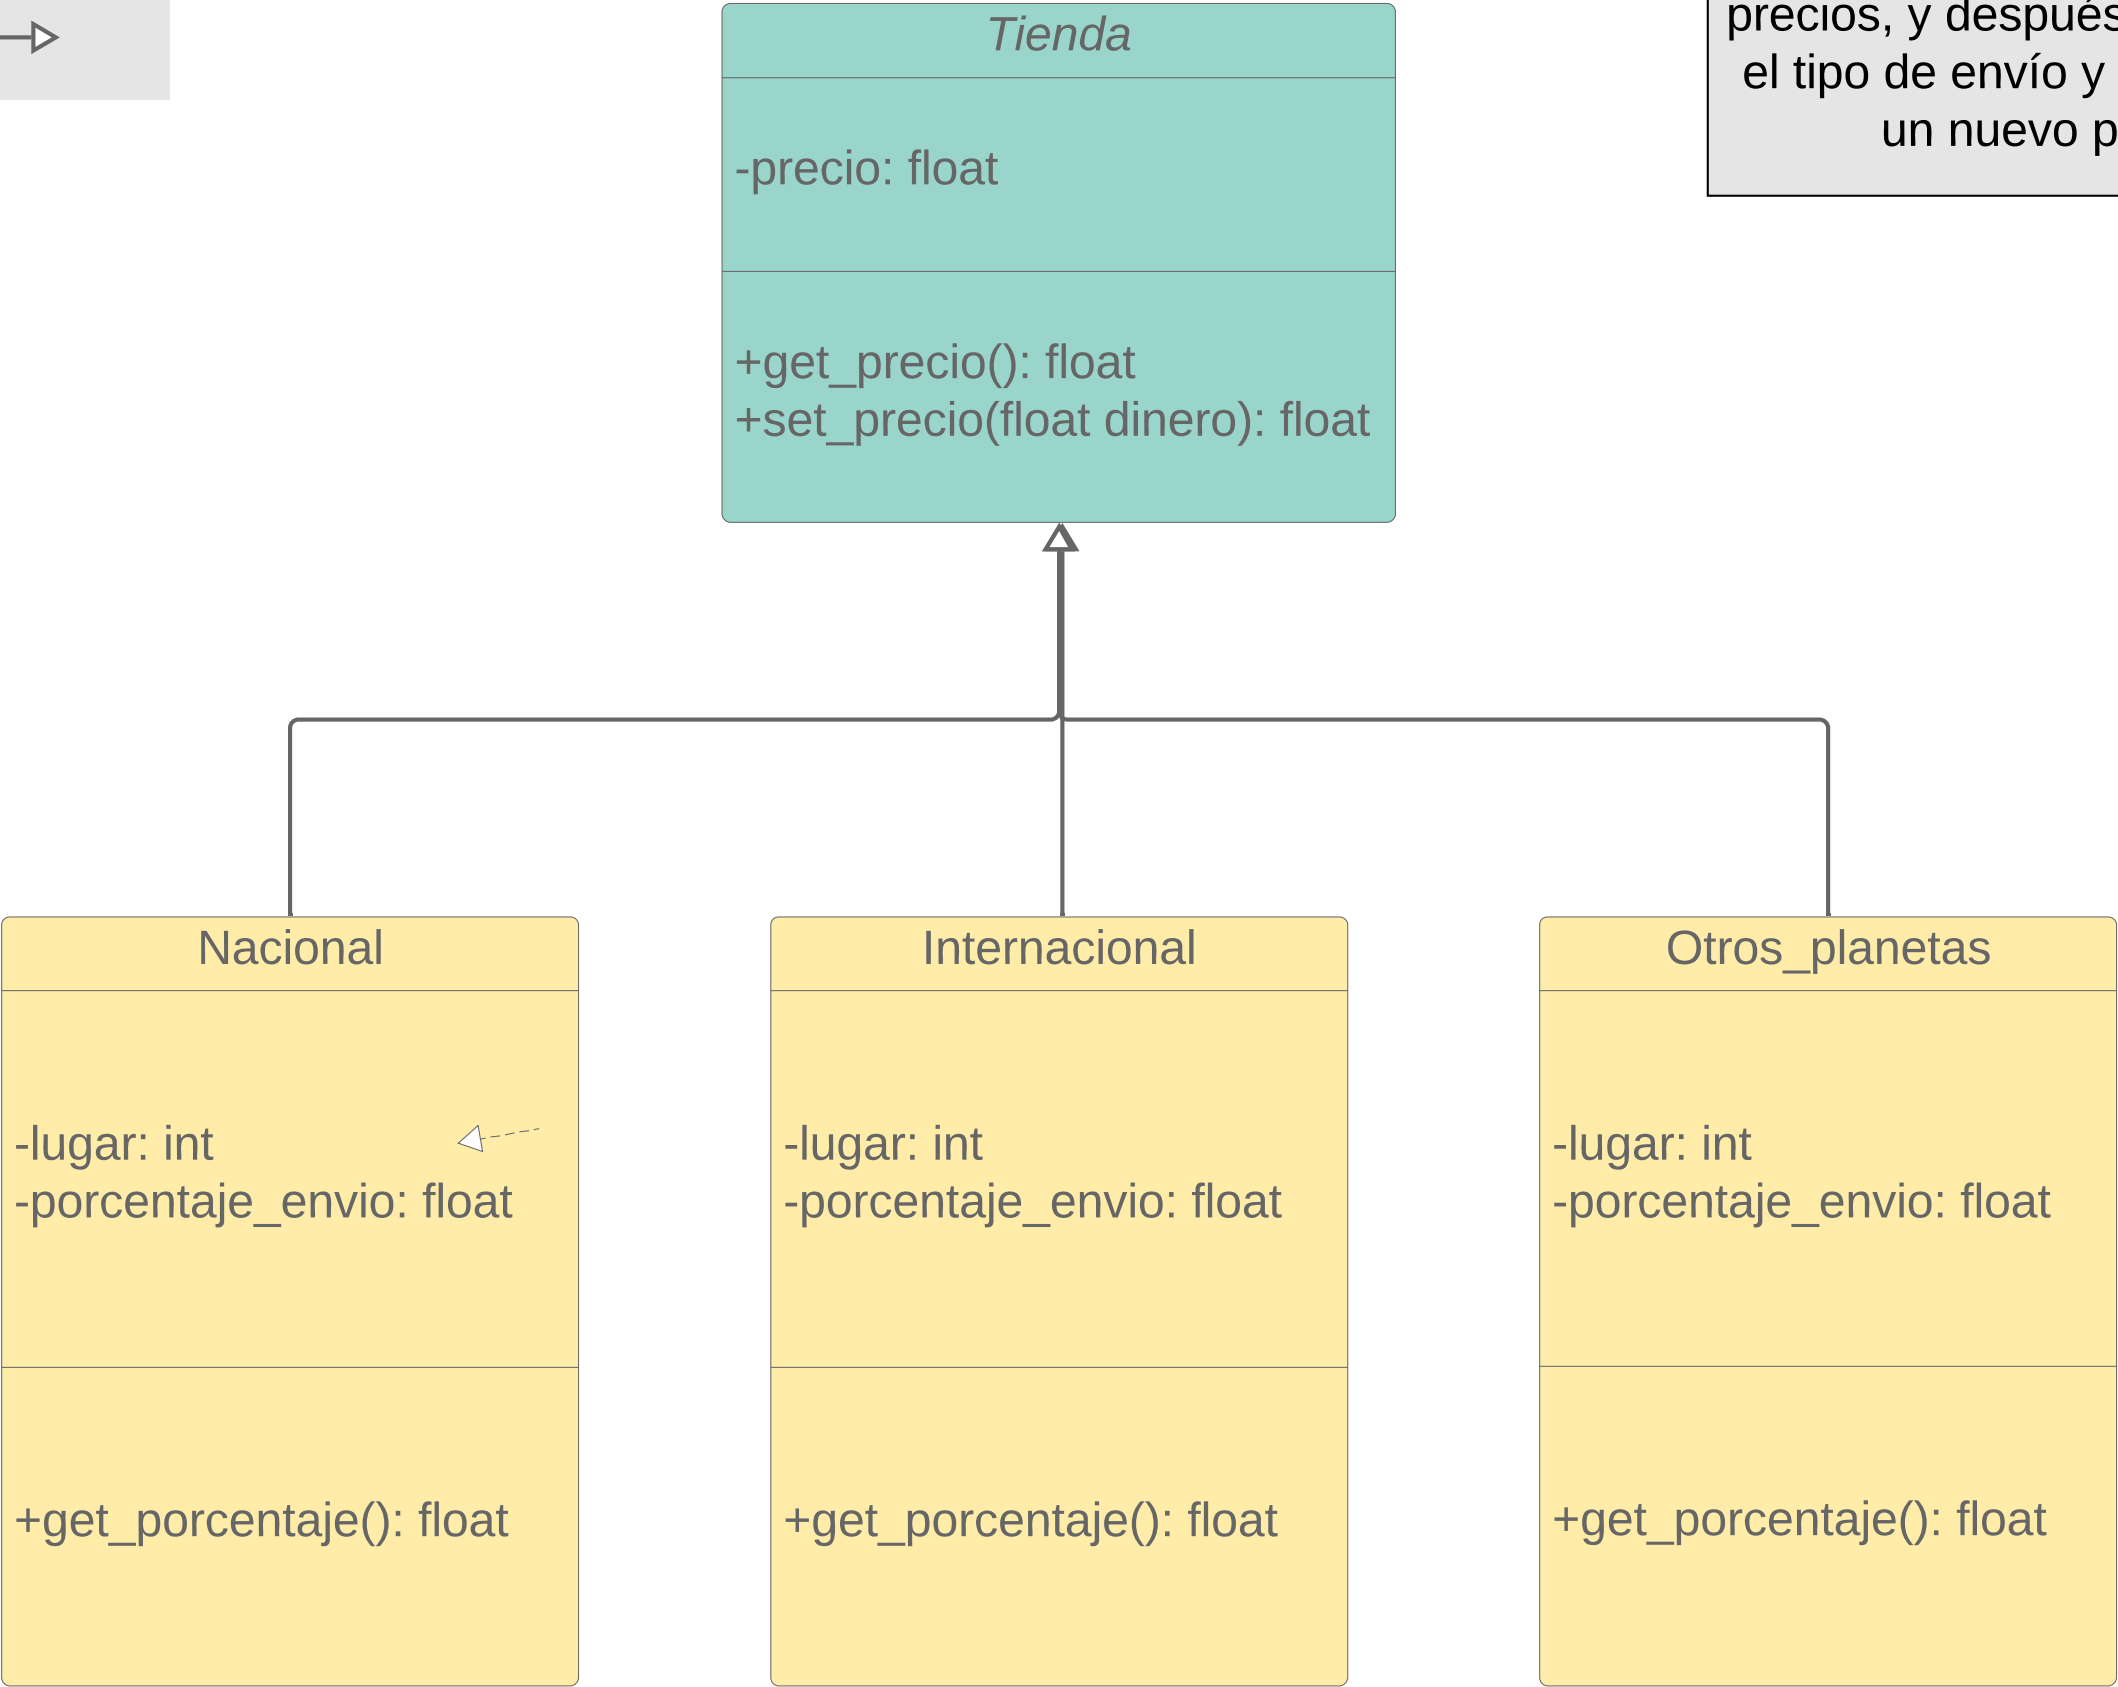 Tienda
-precio: float
+get_precio(): float
+set_precio(float dinero): float
precios, y después
el tipo de envío y
un nuevo p
Nacional
-lugar: int
-porcentaje_envio: float
+get_porcentaje(): float
Internacional
-lugar: int
-porcentaje_envio: float
+get_porcentaje(): float
Otros_planetas
-lugar: int
-porcentaje_envio: float
+get_porcentaje(): float